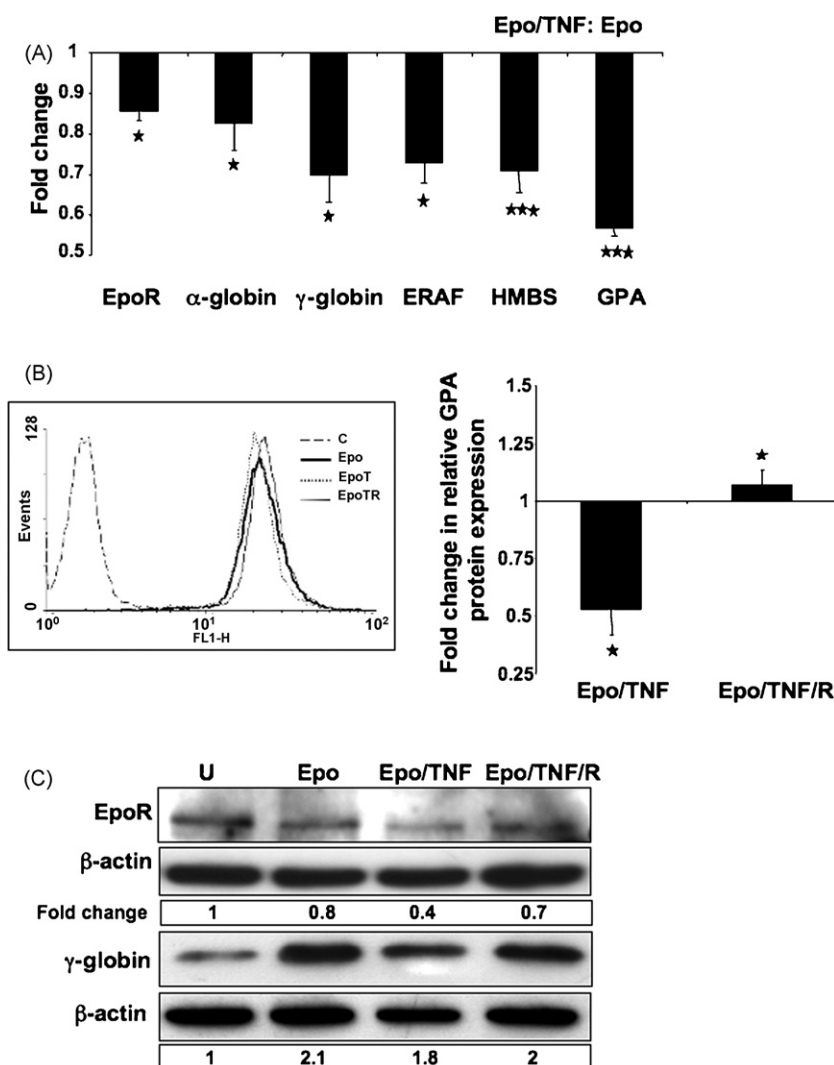 Epo/TNF: Epo
(A)
Fold change
1
0.9
0.8
0.7
0.6
0.5
EpoR α-globin γ-globin ERAF HMBS GPA
(B)
Events
128
0
C
Epo
EpoT
EpoTR
10⁰ 10¹ 10²
FL1-H
Fold change in relative GPA
protein expression
1.5
1.25
1
0.75
0.5
0.25
Epo/TNF Epo/TNF/R
(C)
U Epo Epo/TNF Epo/TNF/R
EpoR
β-actin
Fold change 1 0.8 0.4 0.7
γ-globin
β-actin
1 2.1 1.8 2